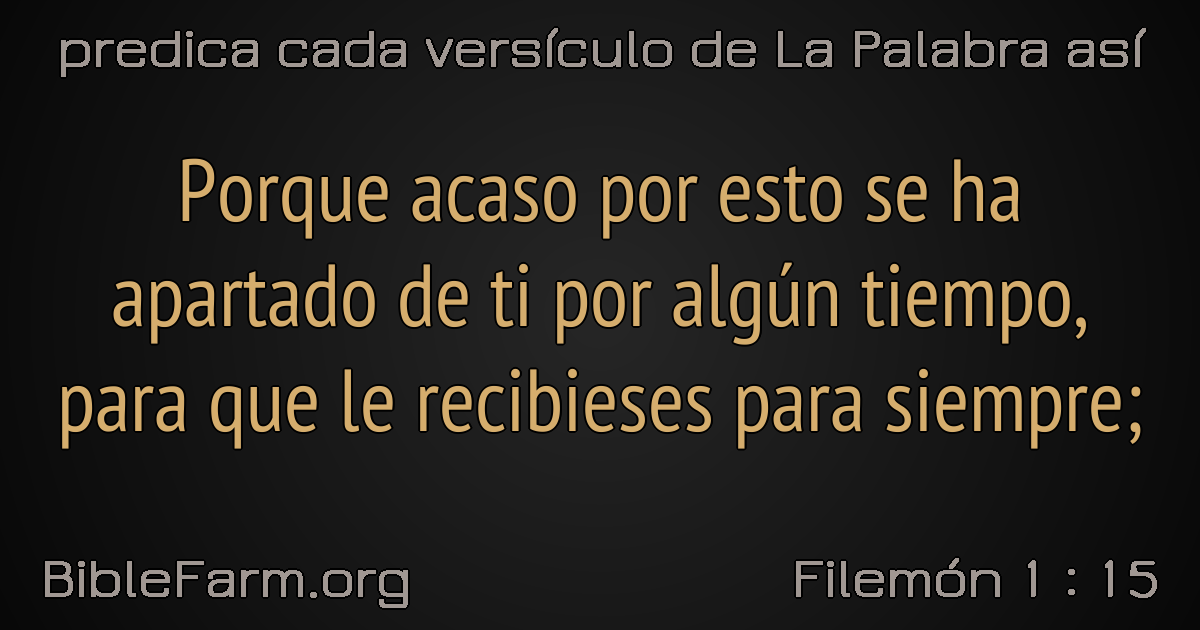 predica cada versículo de La Palabra así
Porque acaso por esto se ha
apartado de ti por algún tiempo,
para que le recibieses para siempre;
BibleFarm.org
Filemón 1 : 15